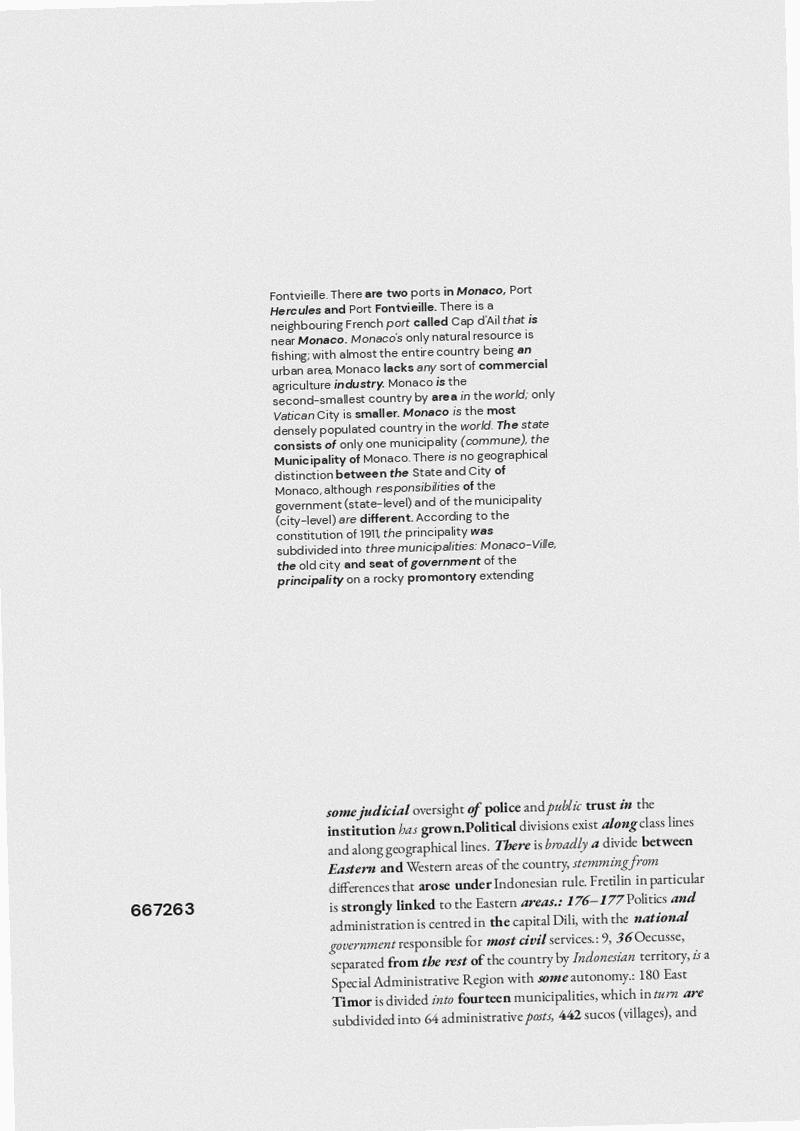 Fontvieille. There are two ports in Monaco, Port
Hercules and Port Fontvieille. There is a
neighbouring French port called Cap d'Ail that is
near Monaco. Monaco's only natural resource is
fishing; with almost the entire country being an
urban area, Monaco lacks any sort of commercial
agriculture industry. Monaco is the
second-smallest country by area in the world; only
Vatican City is smaller. Monaco is the most
densely populated country in the world. The state
consists of only one municipality (commune), the
Municipality of Monaco. There is no geographical
distinction between the State and City of
Monaco, although responsibilities of the
government (state-level) and of the municipality
(city-level) are different. According to the
constitution of 1911, the principality was
subdivided into three municipalities: Monaco-Ville,
the old city and seat of government of the
principality on a rocky promontory extending
some judicial oversight of police and public trust in the
institution has grown.Political divisions exist along class lines
and along geographical lines. There is broadly a divide between
Eastern and Western areas of the country, stemming from
differences that arose under Indonesian rule. Fretilin in particular
is strongly linked to the Eastern areas.: 176–177 Politics and
administration is centred in the capital Dili, with the national
government responsible for most civil services.: 9, 36 Oecusse,
separated from the rest of the country by Indonesian territory, is a
Special Administrative Region with some autonomy.: 180 East
Timor is divided into fourteen municipalities, which in turn are
subdivided into 64 administrative posts, 442 sucos (villages), and
667263